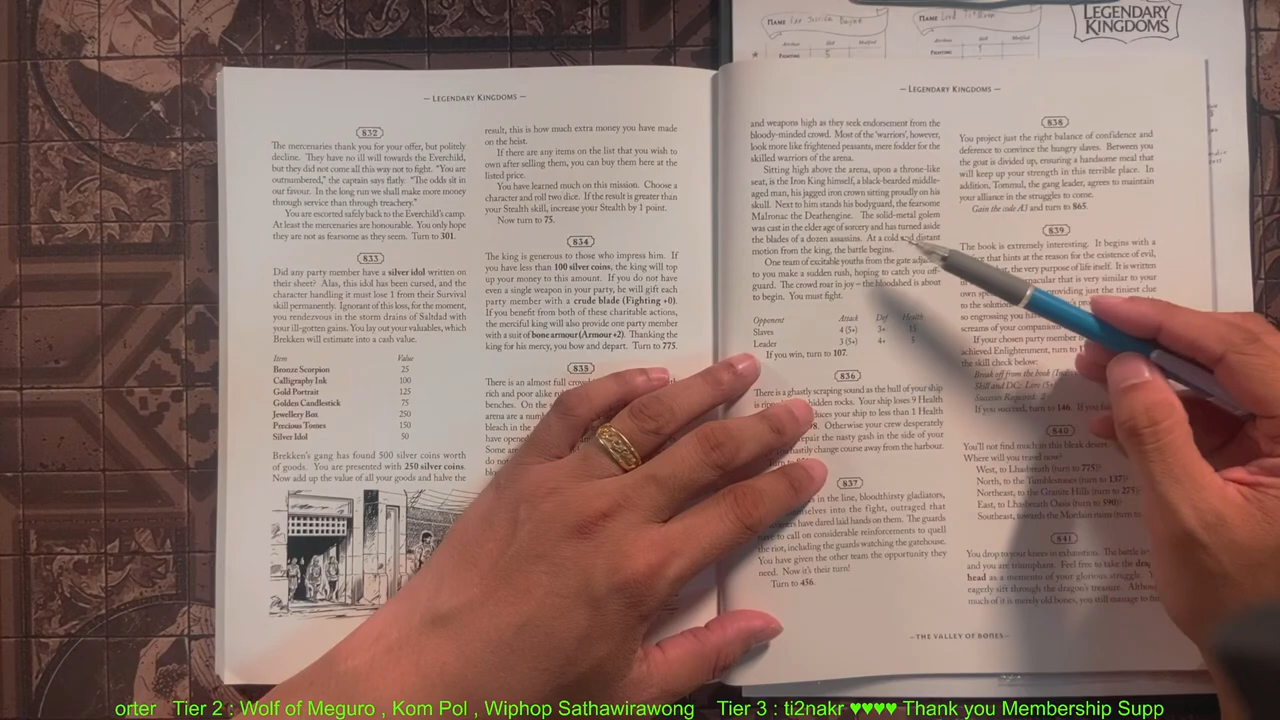 NAME Lord
LEGENDARY
KINGDOMS
FIGHTING 5
FIGHTING
— LEGENDARY KINGDOMS —
832
The mercenaries thank you for your offer, but politely
decline. They have no ill will towards the Everchild,
but they did not come all this way not to fight. "You are
outnumbered," the captain says flatly. "The odds sit in
our favour. In the long run we shall make more money
through service than through treachery."
You are escorted safely back to the Everchild's camp.
At least the mercenaries are honourable. You only hope
they are not as fearsome as they seem. Turn to 301.
833
Did any party member have a silver idol written on
their sheet? Alas, this idol has been cursed, and the
character handling it must lose 1 from their Survival
skill permanently. Ignorant of this loss, for the moment,
you rendezvous in the storm drains of Saltdad with
your ill-gotten gains. You lay out your valuables, which
Brekken will estimate into a cash value.
Item Value
Bronze Scorpion 25
Calligraphy Ink 100
Gold Portrait 125
Golden Candlestick 75
Jewellery Box 250
Precious Tomes 150
Silver Idol 50
Brekken's gang has found 500 silver coins worth
of goods. You are presented with 250 silver coins.
Now add up the value of all your goods and halve the
result, this is how much extra money you have made
on the heist.
If there are any items on the list that you wish to
own after selling them, you can buy them here at the
listed price.
You have learned much on this mission. Choose a
character and roll two dice. If the result is greater than
your Stealth skill, increase your Stealth by 1 point.
Now turn to 75.
834
The king is generous to those who impress him. If
you have less than 100 silver coins, the king will top
up your money to this amount. If you do not have
even a single weapon in your party, he will gift each
party member with a crude blade (Fighting +0).
If you benefit from both of these charitable actions,
the merciful king will also provide one party member
with a suit of bone armour (Armour +2). Thanking the
king for his mercy, you bow and depart. Turn to 775.
835
There is an almost full crowd
rich and poor alike
benches. On the
arena are a
bleach in the
have opened
Some are
do not
— LEGENDARY KINGDOMS —
and weapons high as they seek endorsement from the
bloody-minded crowd. Most of the 'warriors', however,
look more like frightened peasants, mere fodder for the
skilled warriors of the arena.
Sitting high above the arena, upon a throne-like
seat, is the Iron King himself, a black-bearded middle-
aged man, his jagged iron crown sitting proudly on his
skull. Next to him stands his bodyguard, the fearsome
Malronac the Deathengine. The solid-metal golem
was cast in the elder age of sorcery and has turned aside
the blades of a dozen assassins. At a cold and distant
motion from the king, the battle begins.
One team of excitable youths from the gate
to you make a sudden rush, hoping to catch you off-
guard. The crowd roar in joy – the bloodshed is about
to begin. You must fight.
Opponent Attack Def Health
Slaves 4 (5+) 3+ 15
Leader 3 (5+) 4+ 5
If you win, turn to 107.
836
There is a ghastly scraping sound as the hull of your ship
is hidden rocks. Your ship loses 9 Health
your ship to less than 1 Health
Otherwise your crew desperately
repair the nasty gash in the side of your
hastily change course away from the harbour.
837
in the line, bloodthirsty gladiators,
into the fight, outraged that
have dared laid hands on them. The guards
have to call on considerable reinforcements to quell
the riot, including the guards watching the gatehouse.
You have given the other team the opportunity they
need. Now it's their turn!
Turn to 456.
838
You project just the right balance of confidence and
deference to convince the hungry slaves. Between you
the goat is divided up, ensuring a handsome meal that
will keep up your strength in this terrible place. In
addition, Tommul, the gang leader, agrees to maintain
your alliance in the struggles to come.
Gain the code A3 and turn to 865.
839
The book is extremely interesting. It begins with a
that hints at the reason for the existence of evil,
the very purpose of life itself. It is written
that is very similar to your
own providing just the tiniest clue
to the
so engrossing you
screams of your
If your chosen party member
achieved Enlightenment, turn to
the skill check below:
Break off from the book
Skill and DC: Lore
Success Required:
If you succeed, turn to 146. If you
840
You'll not find much in this bleak desert.
Where will you travel now?
West, to Lhasbreath (turn to 775)
North, to the Tumblestones (turn to 137)
Northeast, to the Granite Hills (turn to 275)
East, to Lhasbreath Oasis (turn to 590)
Southeast, towards the Mordain ruins (turn to
841
You drop to your knees in exhaustion. The battle is
and you are triumphant. Feel free to take the
head as a memento of your glorious struggle.
eagerly sift through the dragon's treasure.
much of it is merely old bones, you still manage to
— THE VALLEY OF BONES —
orter Tier 2 : Wolf of Meguro , Kom Pol , Wiphop Sathawirawong Tier 3 : ti2nakr ♥♥♥♥ Thank you Membership Supp